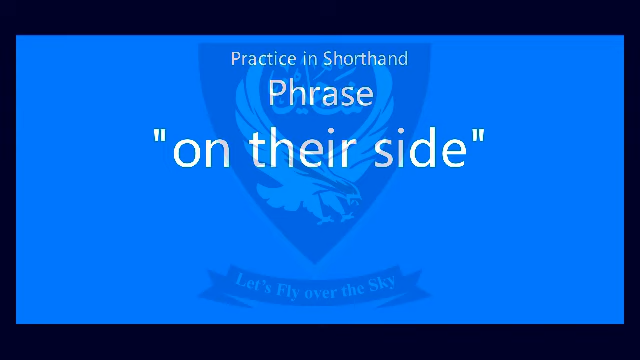 Practice in Shorthand
Phrase
"on their side"
Let's Fly over the Sky